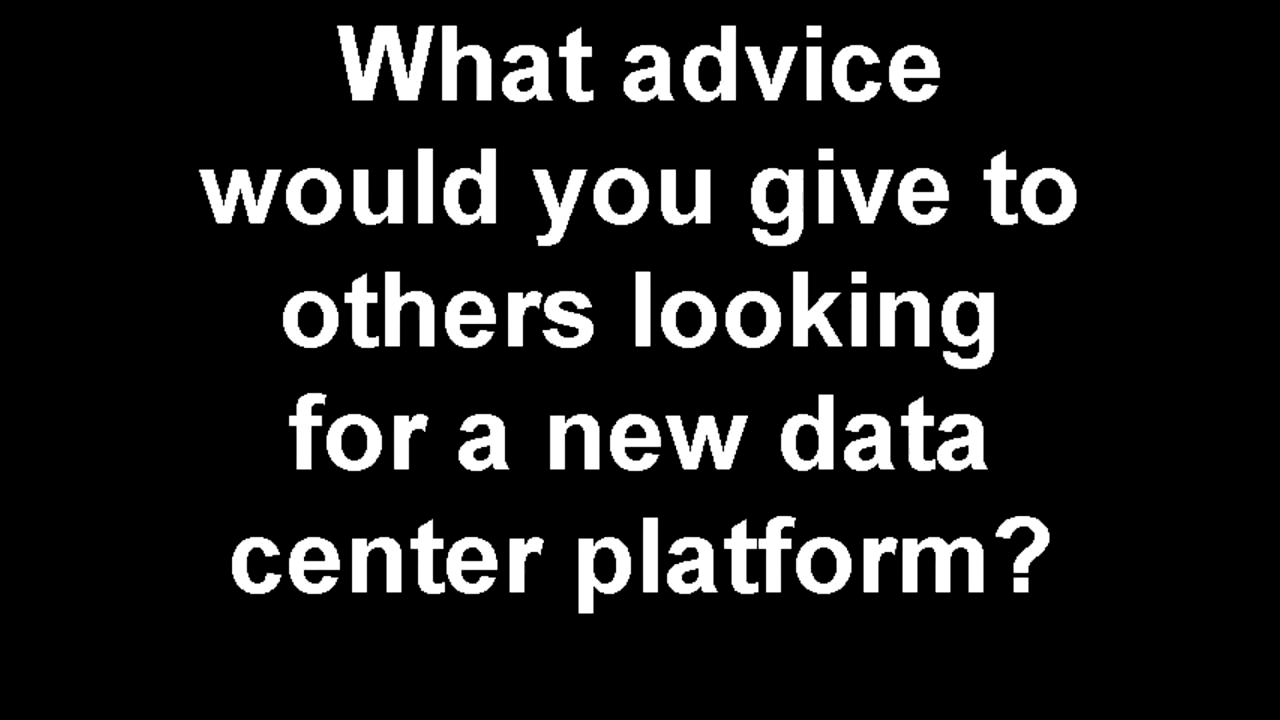 What advice
would you give to
others looking
for a new data
center platform?